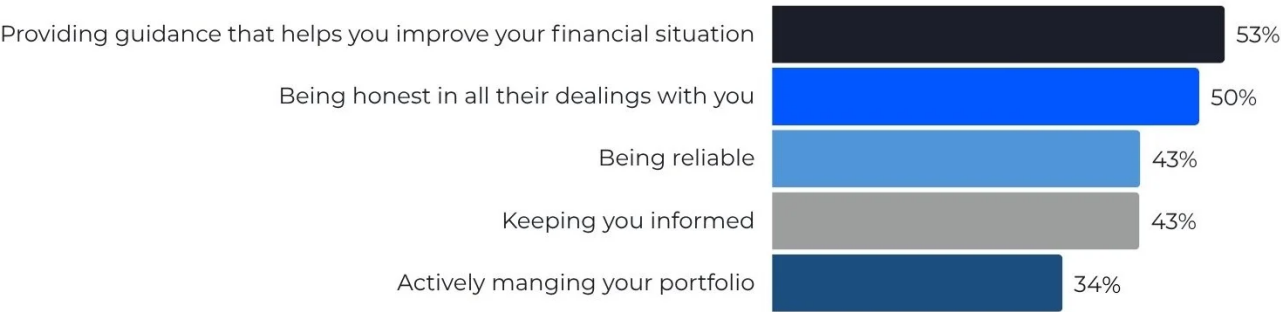 Providing guidance that helps you improve your financial situation 53%
Being honest in all their dealings with you 50%
Being reliable 43%
Keeping you informed 43%
Actively manging your portfolio 34%